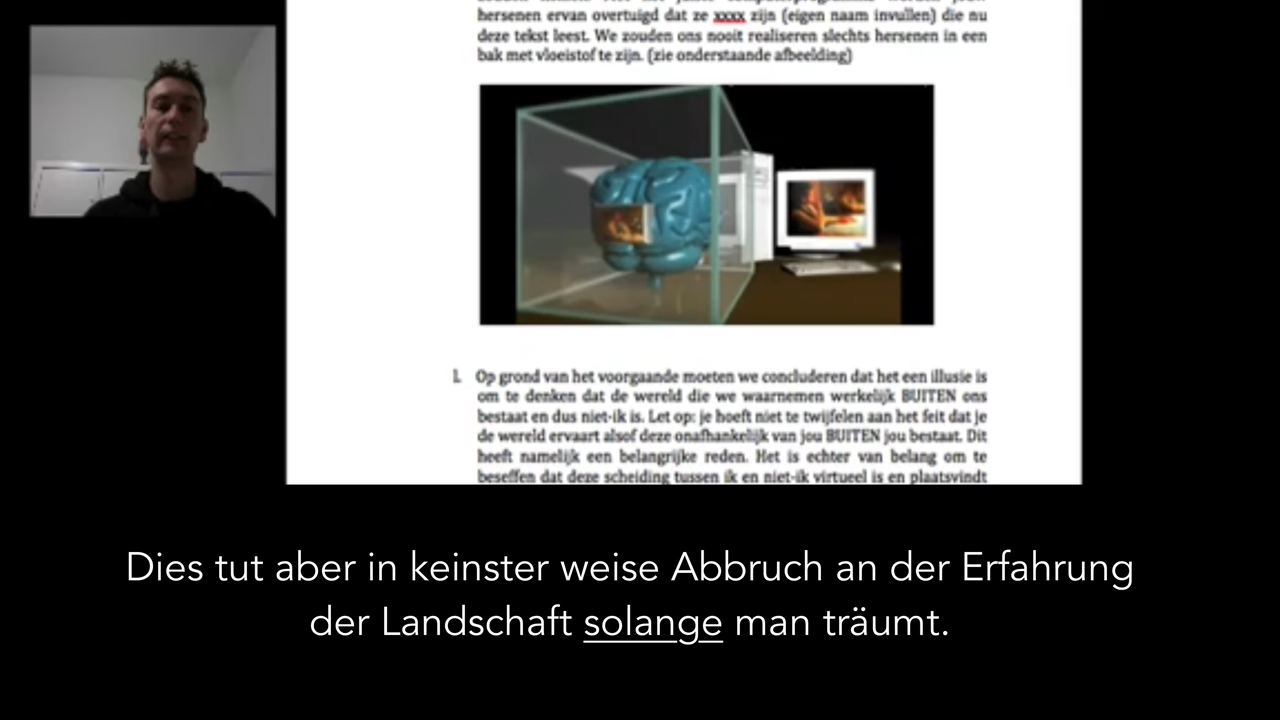 hersenen ervan overtuigd dat ze xxxx zijn (eigen naam invullen) die nu
deze tekst leest. We zouden ons nooit realiseren slechts hersenen in een
bak met vloeistof te zijn. (zie onderstaande afbeelding)
1. Op grond van het voorgaande moeten we concluderen dat het een illusie is
om te denken dat de wereld die we waarnemen werkelijk BUITEN ons
bestaat en dus niet-ik is. Let op: je hoeft niet te twijfelen aan het feit dat je
de wereld ervaart alsof deze onafhankelijk van jou BUITEN jou bestaat. Dit
heeft namelijk een belangrijke reden. Het is echter van belang om te
beseffen dat deze scheiding tussen ik en niet-ik virtueel is en plaatsvindt
Dies tut aber in keinster weise Abbruch an der Erfahrung
der Landschaft solange man träumt.